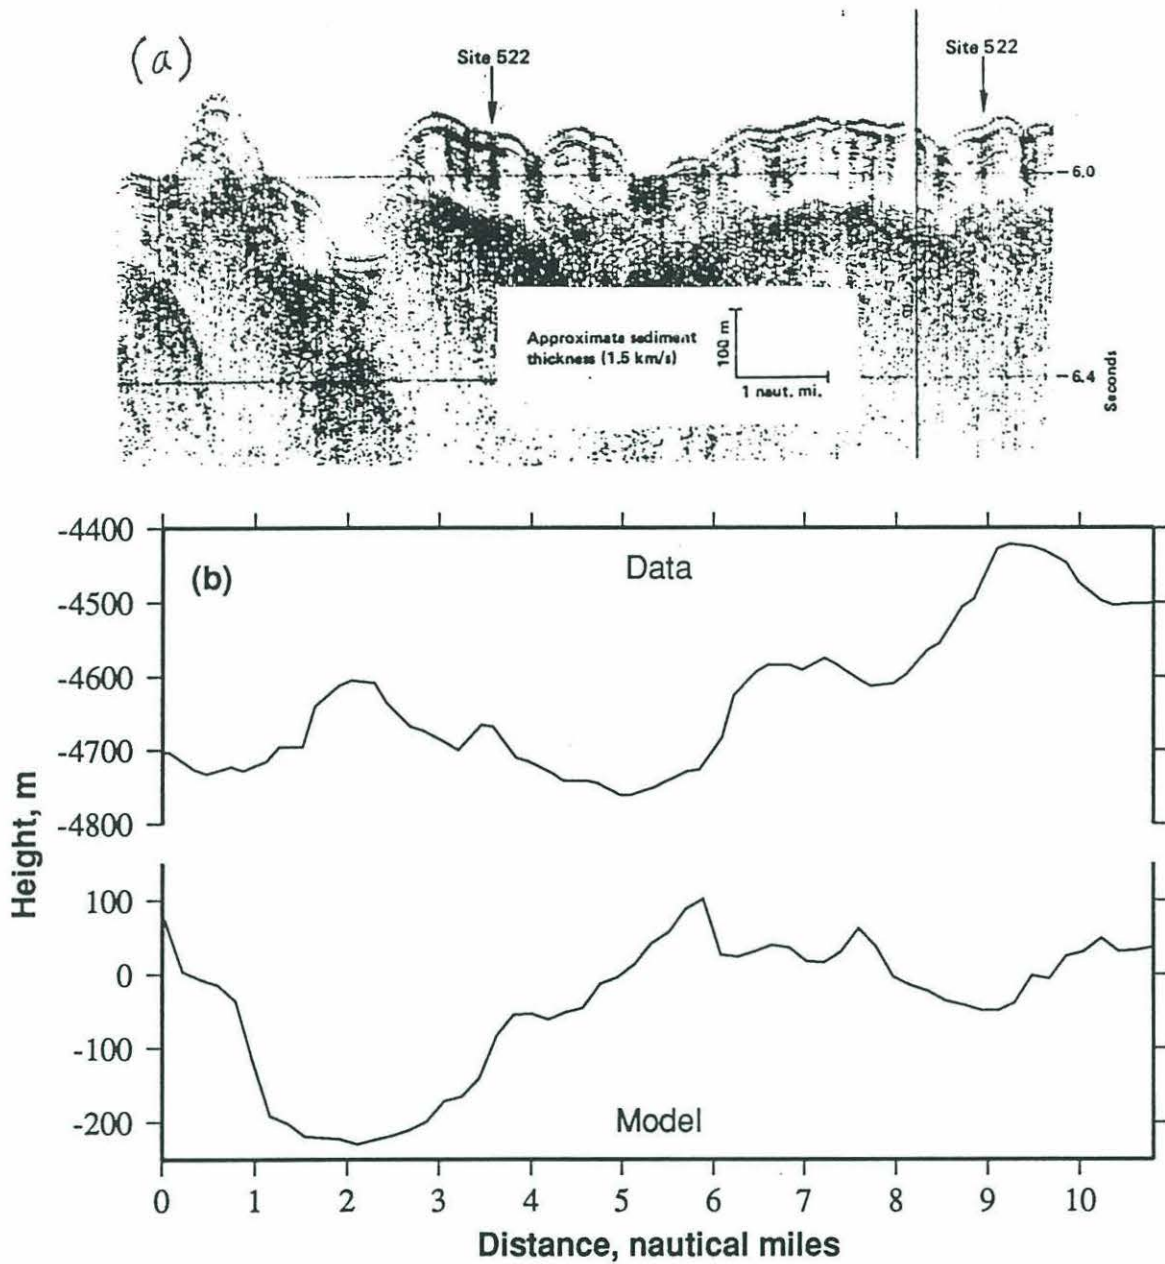 (a)
Site 522
Site 522
6.0
Approximate sediment
thickness (1.5 km/s)
100 m
1 naut. mi.
6.4
Seconds
-4400
(b)
Data
-4500
-4600
-4700
-4800
Height, m
100
0
-100
-200
Model
0 1 2 3 4 5 6 7 8 9 10
Distance, nautical miles